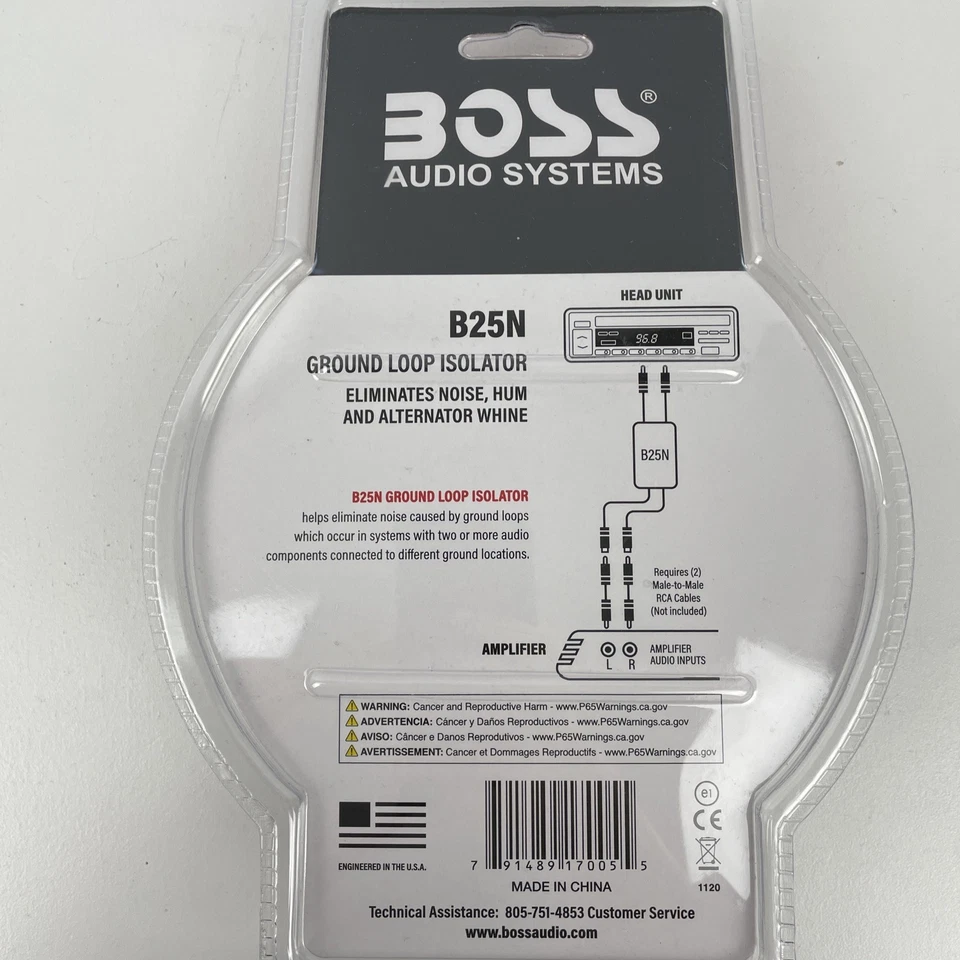 BOSS®
AUDIO SYSTEMS
B25N
GROUND LOOP ISOLATOR
ELIMINATES NOISE, HUM
AND ALTERNATOR WHINE
B25N GROUND LOOP ISOLATOR
helps eliminate noise caused by ground loops
which occur in systems with two or more audio
components connected to different ground locations.
HEAD UNIT
96.8
B25N
Requires (2)
Male-to-Male
RCA Cables
(Not included)
AMPLIFIER
L R
AMPLIFIER
AUDIO INPUTS
WARNING: Cancer and Reproductive Harm - www.P65Warnings.ca.gov
ADVERTENCIA: Cáncer y Daños Reproductivos - www.P65Warnings.ca.gov
AVISO: Câncer e Danos Reprodutivos - www.P65Warnings.ca.gov
AVERTISSEMENT: Cancer et Dommages Reproductifs - www.P65Warnings.ca.gov
ENGINEERED IN THE U.S.A.
7 91489 17005 5
MADE IN CHINA
e1
CE
1120
Technical Assistance: 805-751-4853 Customer Service
www.bossaudio.com